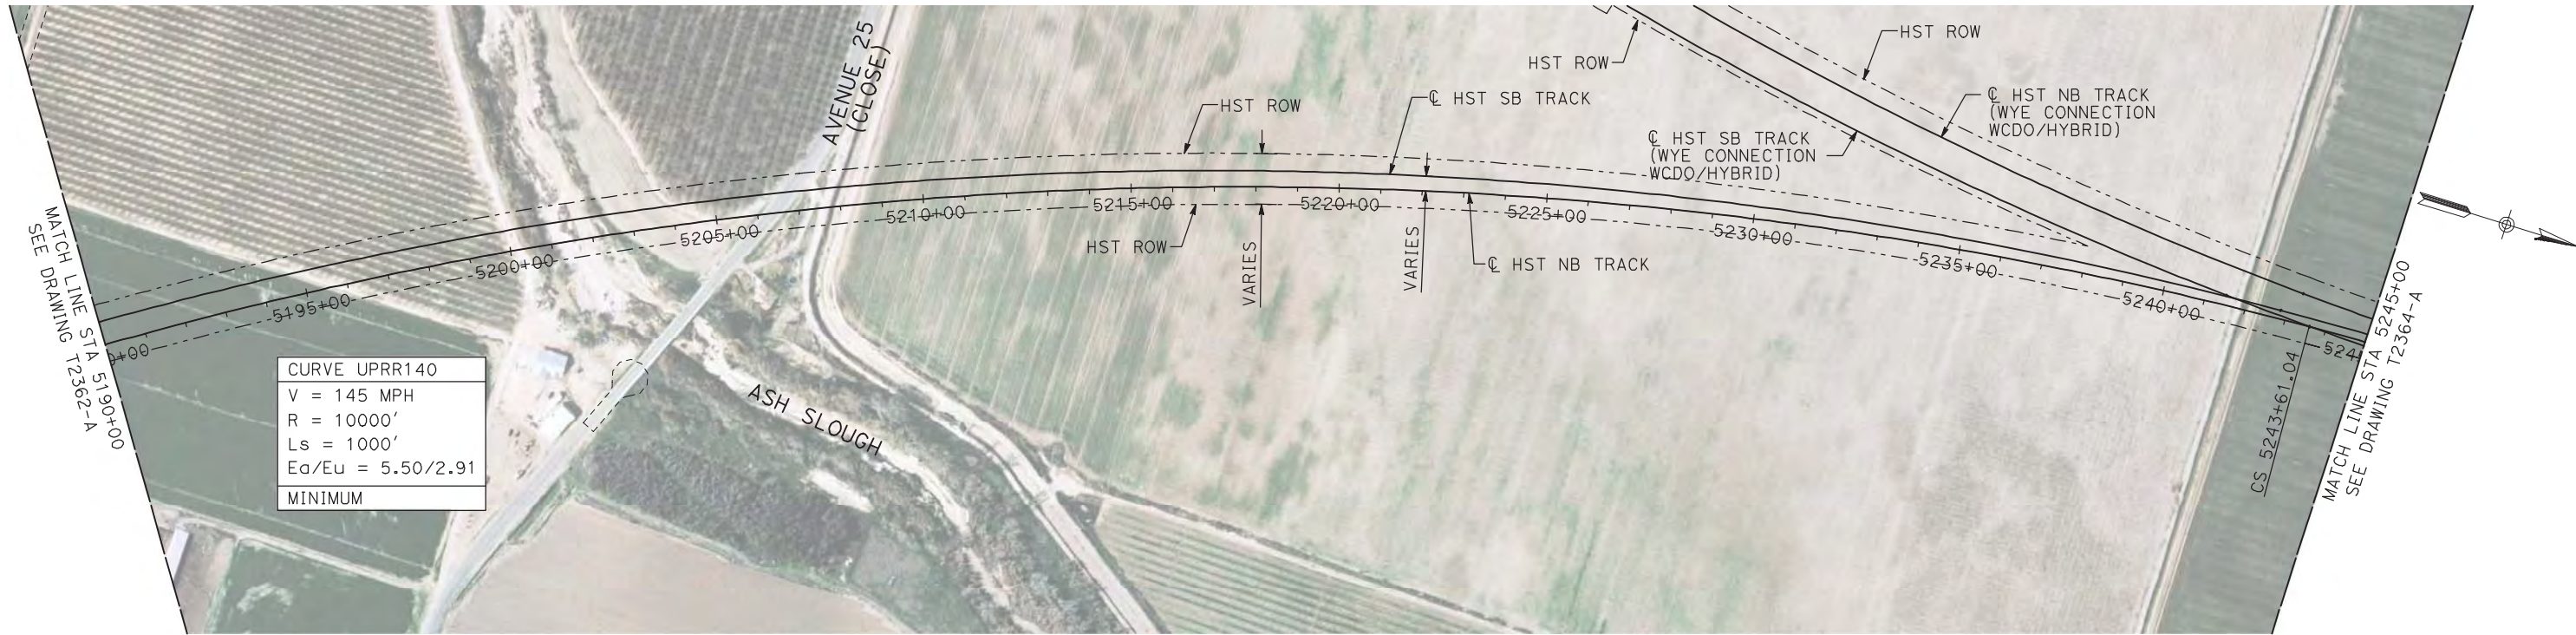 AVENUE 25
(CLOSE)
HST ROW
℄ HST SB TRACK
HST ROW
HST ROW
℄ HST NB TRACK
(WYE CONNECTION
WCDO/HYBRID)
℄ HST SB TRACK
(WYE CONNECTION
WCDO/HYBRID)
MATCH LINE STA 5190+00
SEE DRAWING T2362-A
0+00
5195+00
5200+00
5205+00
5210+00
5215+00
5220+00
5225+00
5230+00
5235+00
5240+00
524
HST ROW
VARIES
VARIES
℄ HST NB TRACK
CURVE UPRR140
V = 145 MPH
R = 10000'
Ls = 1000'
Ea/Eu = 5.50/2.91
MINIMUM
ASH SLOUGH
CS 5243+61.04
MATCH LINE STA 5245+00
SEE DRAWING T2364-A